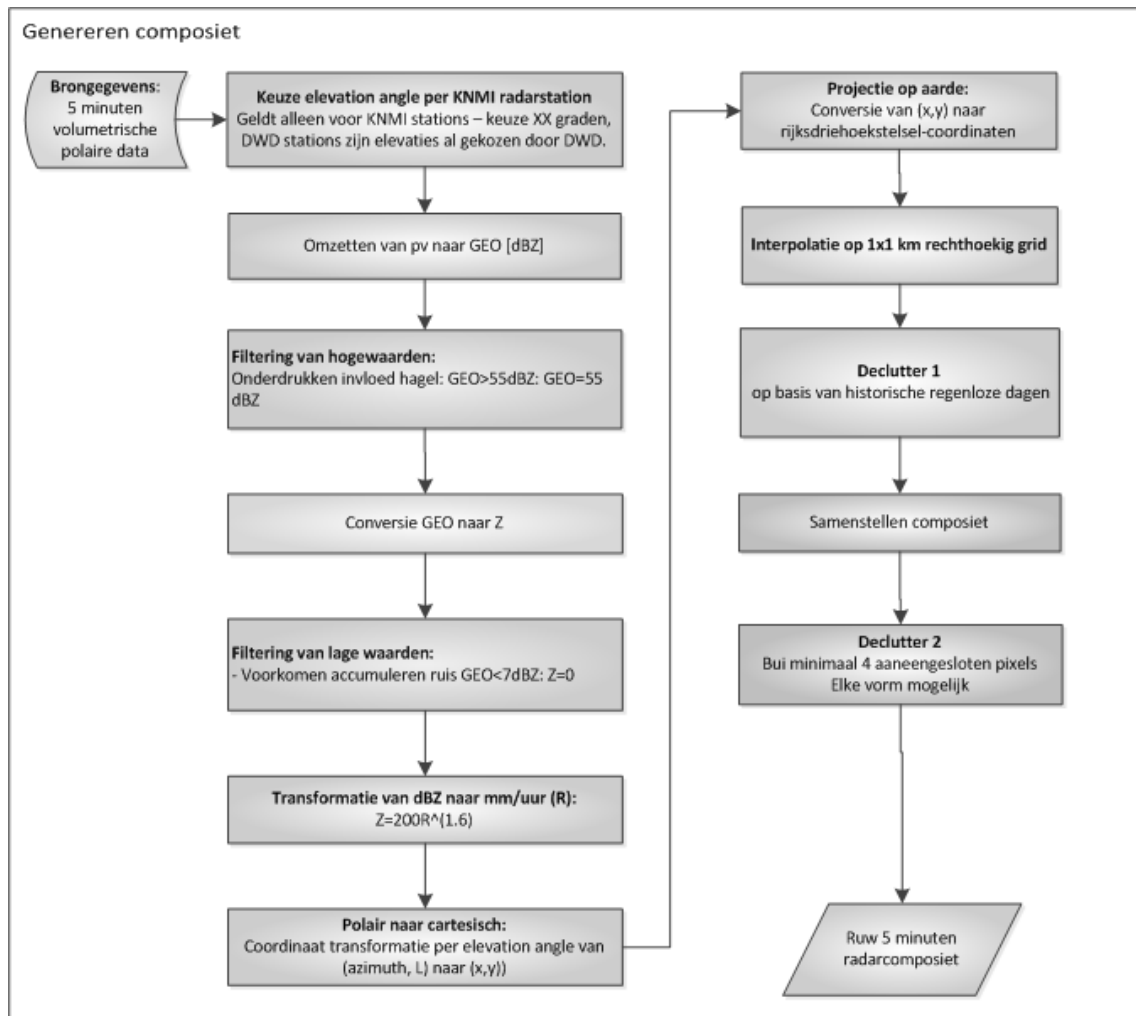 Genereren composiet
Brongegevens:
5 minuten
volumetrische
polaire data
Keuze elevation angle per KNMI radarstation
Geldt alleen voor KNMI stations – keuze XX graden,
DWD stations zijn elevaties al gekozen door DWD.
Omzetten van pv naar GEO [dBZ]
Filtering van hogewaarden:
Onderdrukken invloed hagel: GEO>55dBZ: GEO=55
dBZ
Conversie GEO naar Z
Filtering van lage waarden:
- Voorkomen accumuleren ruis GEO<7dBZ: Z=0
Transformatie van dBZ naar mm/uur (R):
Z=200R^(1.6)
Polair naar cartesisch:
Coordinaat transformatie per elevation angle van
(azimuth, L) naar (x,y))
Projectie op aarde:
Conversie van (x,y) naar
rijksdriehoekstelsel-coordinaten
Interpolatie op 1x1 km rechthoekig grid
Declutter 1
op basis van historische regenloze dagen
Samenstellen composiet
Declutter 2
Bui minimaal 4 aaneengesloten pixels
Elke vorm mogelijk
Ruw 5 minuten
radarcomposiet